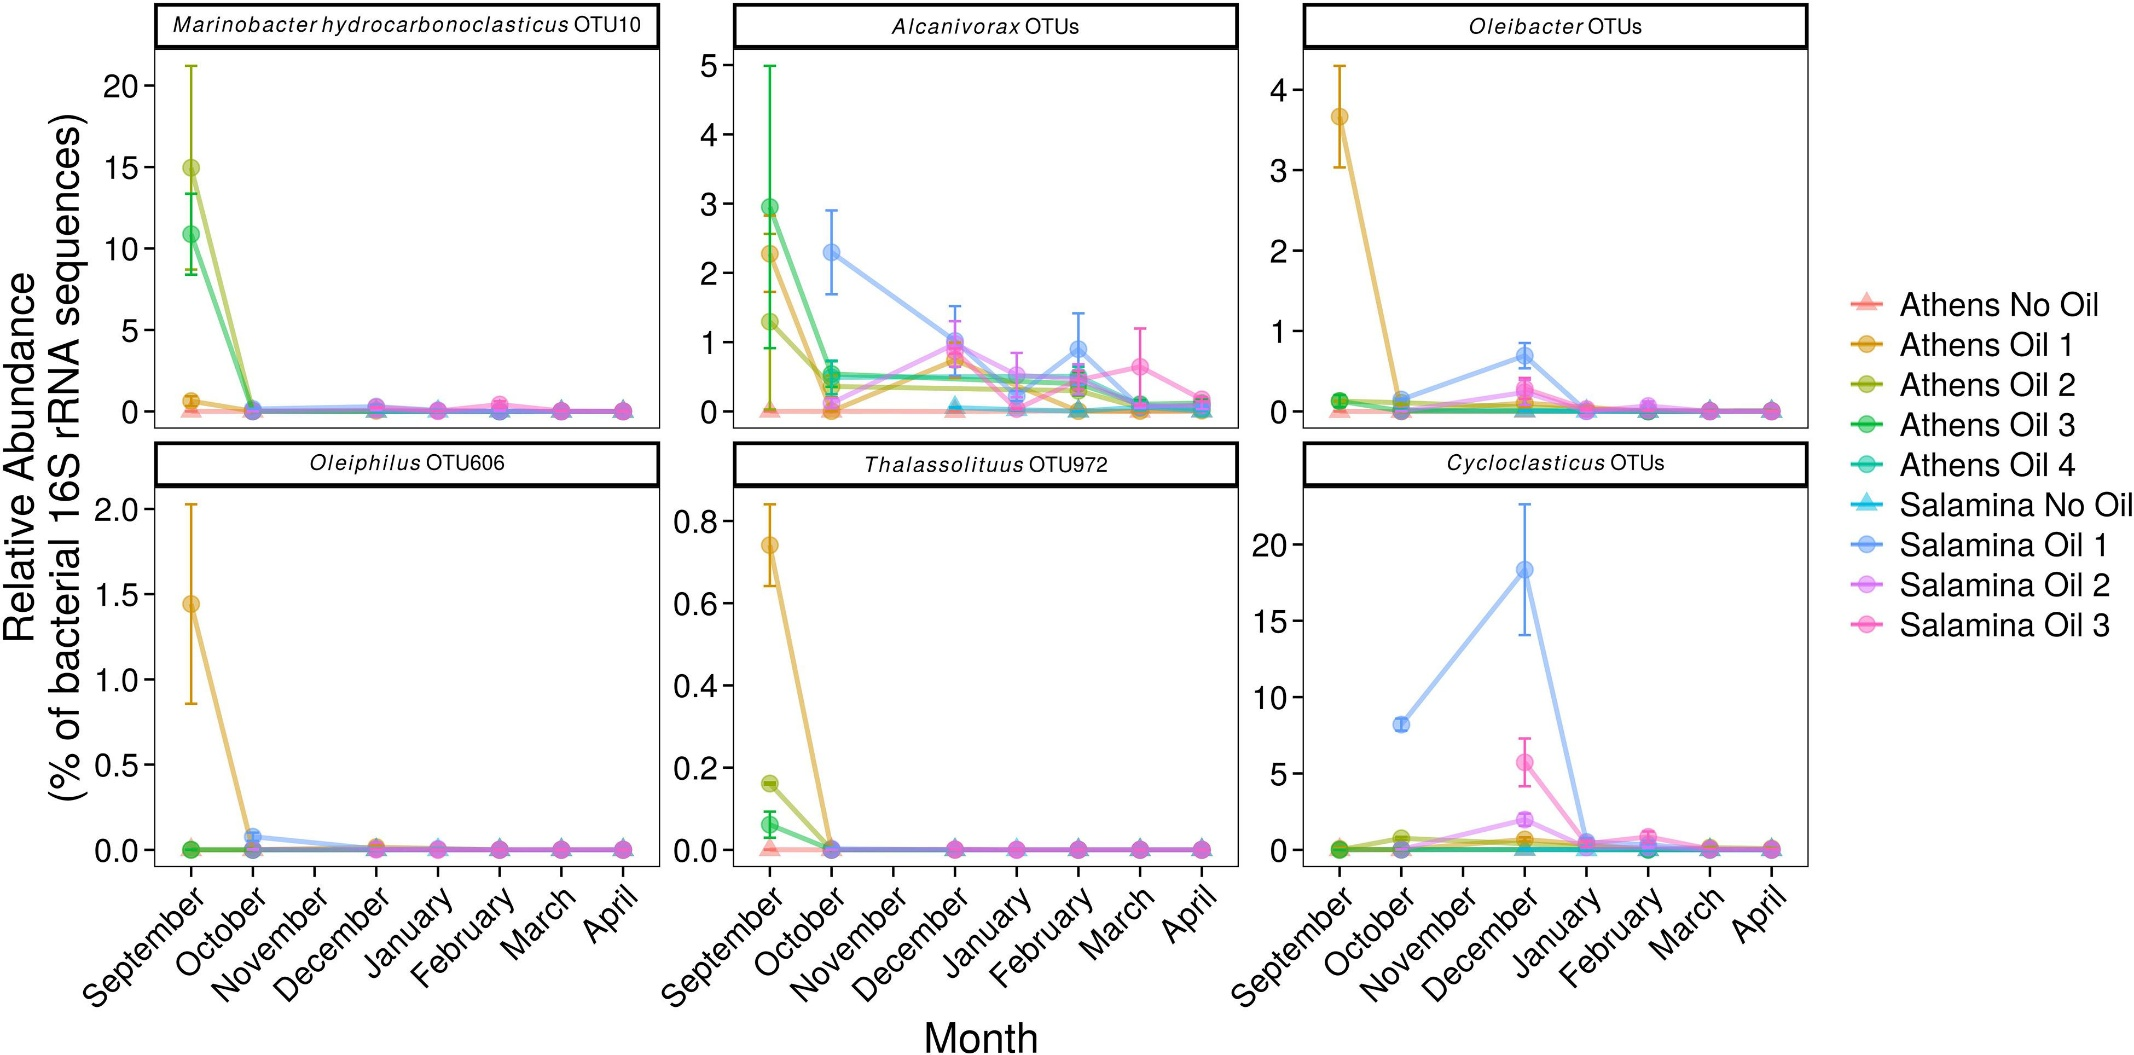 Marinobacter hydrocarbonoclasticus OTU10
Alcanivorax OTUs
Oleibacter OTUs
20
15
10
5
0
5
4
3
2
1
0
4
3
2
1
0
Relative Abundance
(% of bacterial 16S rRNA sequences)
Oleiphilus OTU606
Thalassolituus OTU972
Cycloclasticus OTUs
2.0
1.5
1.0
0.5
0.0
0.8
0.6
0.4
0.2
0.0
20
15
10
5
0
September
October
November
December
January
February
March
April
September
October
November
December
January
February
March
April
September
October
November
December
January
February
March
April
Month
Athens No Oil
Athens Oil 1
Athens Oil 2
Athens Oil 3
Athens Oil 4
Salamina No Oil
Salamina Oil 1
Salamina Oil 2
Salamina Oil 3